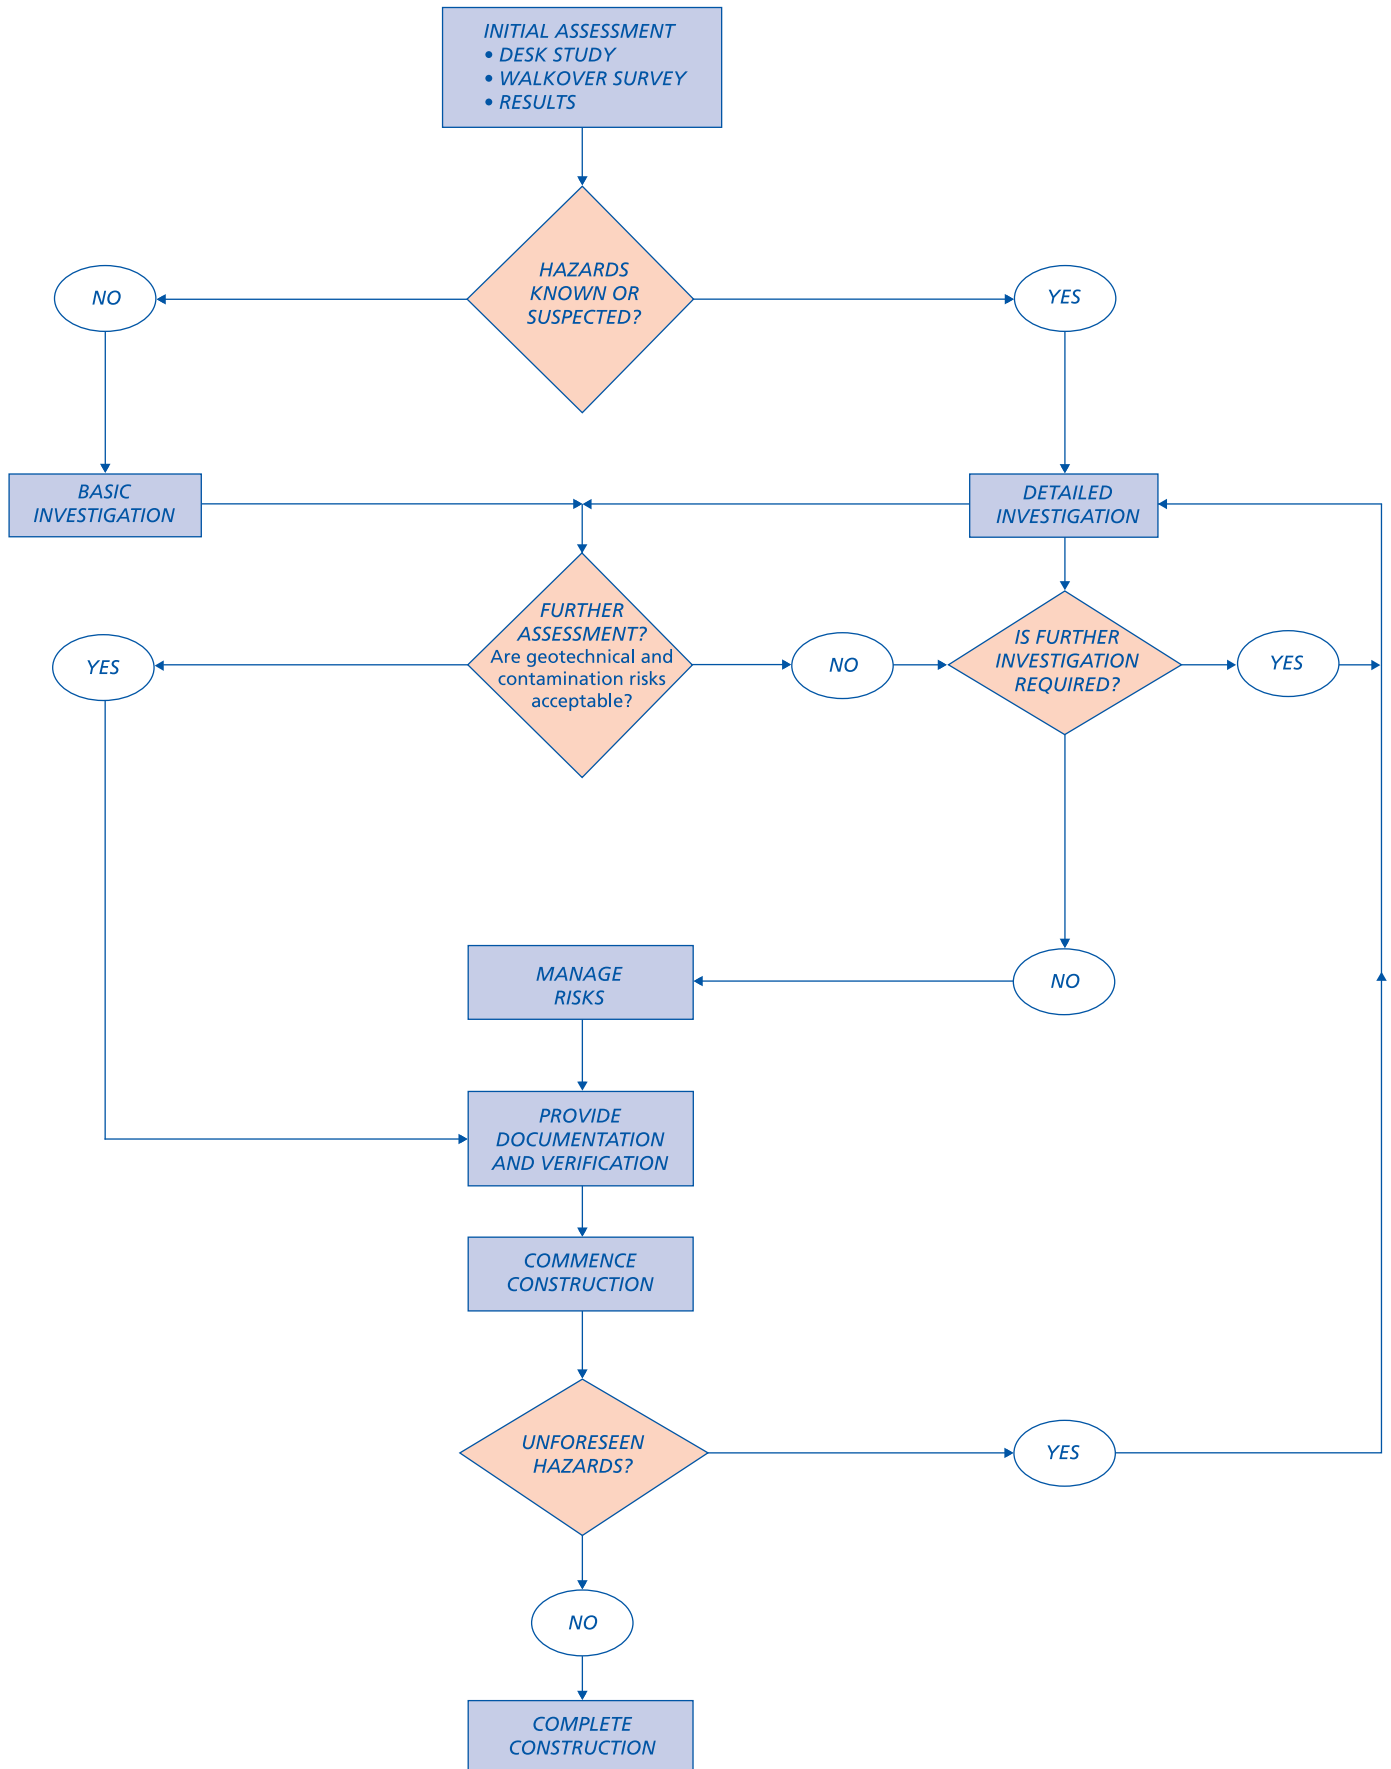 INITIAL ASSESSMENT
• DESK STUDY
• WALKOVER SURVEY
• RESULTS
HAZARDS
KNOWN OR
SUSPECTED?
NO
YES
BASIC
INVESTIGATION
DETAILED
INVESTIGATION
FURTHER
ASSESSMENT?
Are geotechnical and
contamination risks
acceptable?
YES
NO
IS FURTHER
INVESTIGATION
REQUIRED?
YES
MANAGE
RISKS
NO
PROVIDE
DOCUMENTATION
AND VERIFICATION
COMMENCE
CONSTRUCTION
UNFORESEEN
HAZARDS?
YES
NO
COMPLETE
CONSTRUCTION